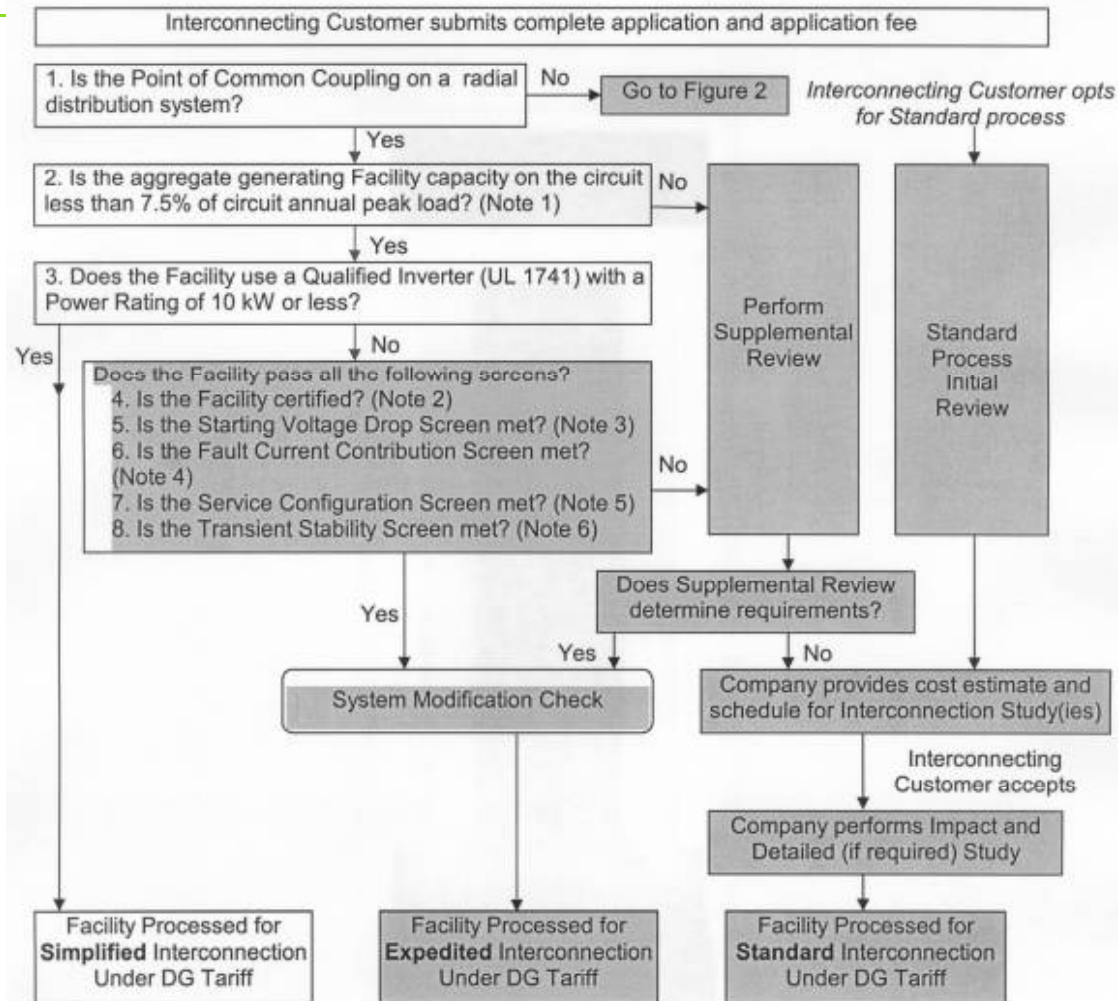 Interconnecting Customer submits complete application and application fee
1. Is the Point of Common Coupling on a radial
distribution system?
No
Go to Figure 2
Interconnecting Customer opts
for Standard process
Yes
2. Is the aggregate generating Facility capacity on the circuit
less than 7.5% of circuit annual peak load? (Note 1)
No
Yes
3. Does the Facility use a Qualified Inverter (UL 1741) with a
Power Rating of 10 kW or less?
Perform
Supplemental
Review
Standard
Process
Initial
Review
Yes
No
Does the Facility pass all the following screens?
4. Is the Facility certified? (Note 2)
5. Is the Starting Voltage Drop Screen met? (Note 3)
6. Is the Fault Current Contribution Screen met?
(Note 4)
No
7. Is the Service Configuration Screen met? (Note 5)
8. Is the Transient Stability Screen met? (Note 6)
Does Supplemental Review
determine requirements?
Yes
Yes
No
System Modification Check
Company provides cost estimate and
schedule for Interconnection Study(ies)
Interconnecting
Customer accepts
Company performs Impact and
Detailed (if required) Study
Facility Processed for
Simplified Interconnection
Under DG Tariff
Facility Processed for
Expedited Interconnection
Under DG Tariff
Facility Processed for
Standard Interconnection
Under DG Tariff